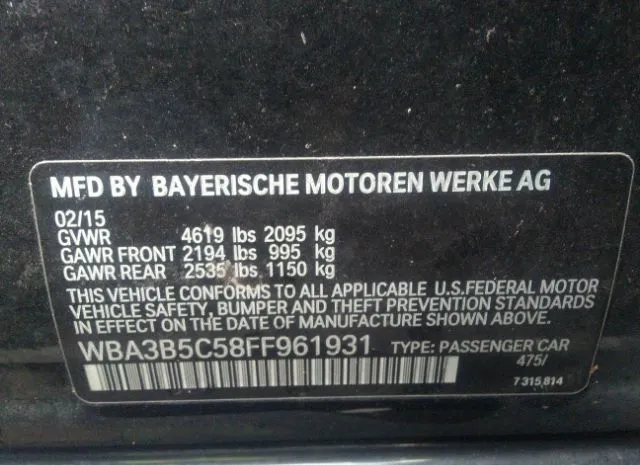 MFD BY BAYERISCHE MOTOREN WERKE AG
02/15
GVWR 4619 lbs 2095 kg
GAWR FRONT 2194 lbs 995 kg
GAWR REAR 2535 lbs 1150 kg
THIS VEHICLE CONFORMS TO ALL APPLICABLE U.S.FEDERAL MOTOR
VEHICLE SAFETY, BUMPER AND THEFT PREVENTION STANDARDS
IN EFFECT ON THE DATE OF MANUFACTURE SHOWN ABOVE.
WBA3B5C58FF961931 TYPE: PASSENGER CAR
475/
7 315 814